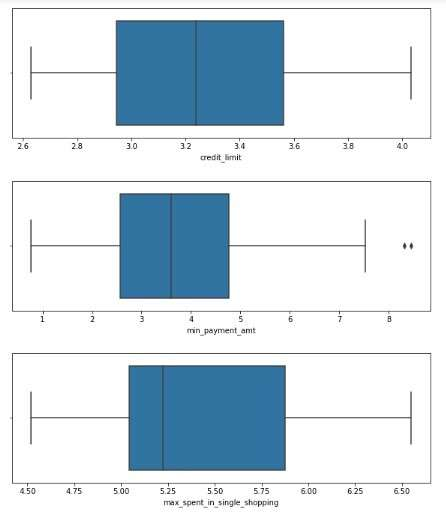 2.6 2.8 3.0 3.2 3.4 3.6 3.8 4.0
credit_limit
1 2 3 4 5 6 7 8
min_payment_amt
4.50 4.75 5.00 5.25 5.50 5.75 6.00 6.25 6.50
max_spent_in_single_shopping